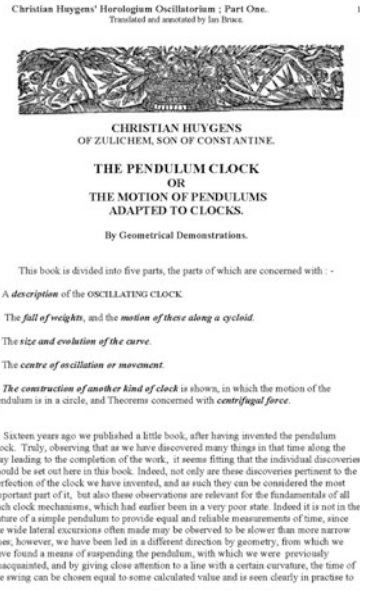 Christian Huygens' Horologium Oscillatorium ; Part One.
1
Translated and annotated by Ian Bruce.
CHRISTIAN HUYGENS
OF ZULICHEM, SON OF CONSTANTINE.
THE PENDULUM CLOCK
OR
THE MOTION OF PENDULUMS
ADAPTED TO CLOCKS.
By Geometrical Demonstrations.
This book is divided into five parts, the parts of which are concerned with : -
A description of the OSCILLATING CLOCK.
The fall of weights, and the motion of these along a cycloid.
The size and evolution of the curve.
The centre of oscillation or movement.
The construction of another kind of clock is shown, in which the motion of the
endulum is in a circle, and Theorems concerned with centrifugal force.
Sixteen years ago we published a little book, after having invented the pendulum
ock. Truly, observing that as we have discovered many things in that time along the
ay leading to the completion of the work, it seems fitting that the individual discoveries
ould be set out here in this book. Indeed, not only are these discoveries pertinent to the
rfection of the clock we have invented, and as such they can be considered the most
portant part of it, but also these observations are relevant for the fundamentals of all
ch clock mechanisms, which had earlier been in a very poor state. Indeed it is not in the
ture of a simple pendulum to provide equal and reliable measurements of time, since
e wide lateral excursions often made may be observed to be slower than more narrow
es; however, we have been led in a different direction by geometry, from which we
ve found a means of suspending the pendulum, with which we were previously
acquainted, and by giving close attention to a line with a certain curvature, the time of
e swing can be chosen equal to some calculated value and is seen clearly in practise to